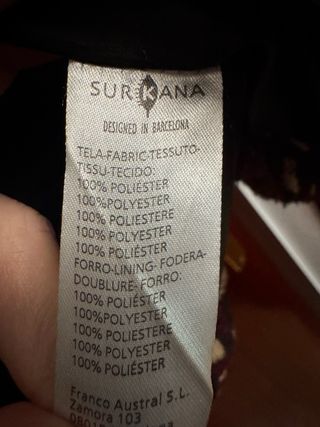 SURKANA
DESIGNED IN BARCELONA
TELA-FABRIC-TESSUTO-
TISSU-TECIDO:
100% POLIÉSTER
100%POLYESTER
100% POLIESTERE
100% POLYESTER
100% POLIÉSTER
FORRO-LINING- FODERA-
DOUBLURE- FORRO:
100% POLIÉSTER
100%POLYESTER
100% POLIESTERE
100% POLYESTER
100% POLIÉSTER
Franco Austral S.L.
Zamora 103